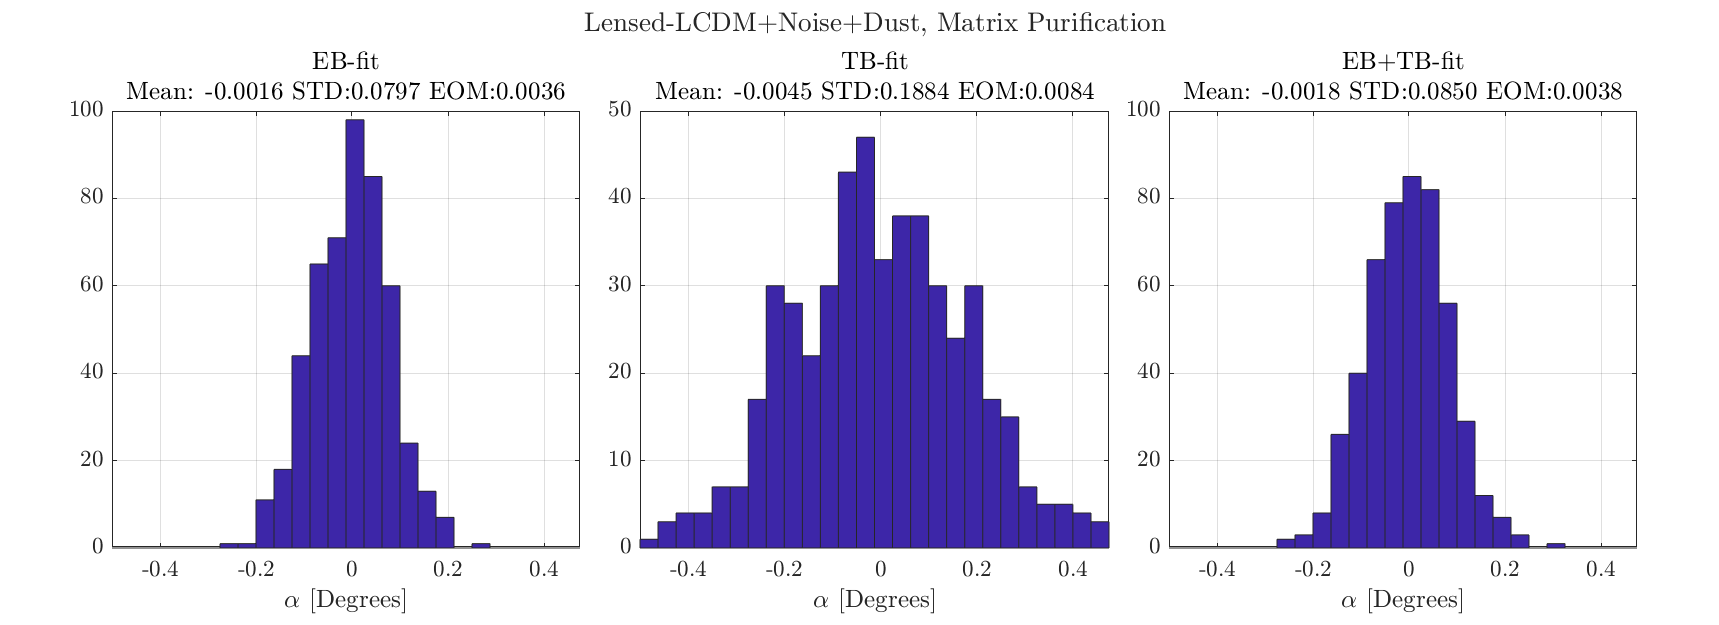 Lensed-LCDM+Noise+Dust, Matrix Purification
EB-fit
Mean: -0.0016 STD:0.0797 EOM:0.0036
100
80
60
40
20
0
-0.4 -0.2 0 0.2 0.4
α [Degrees]
TB-fit
Mean: -0.0045 STD:0.1884 EOM:0.0084
50
40
30
20
10
0
-0.4 -0.2 0 0.2 0.4
α [Degrees]
EB+TB-fit
Mean: -0.0018 STD:0.0850 EOM:0.0038
100
80
60
40
20
0
-0.4 -0.2 0 0.2 0.4
α [Degrees]